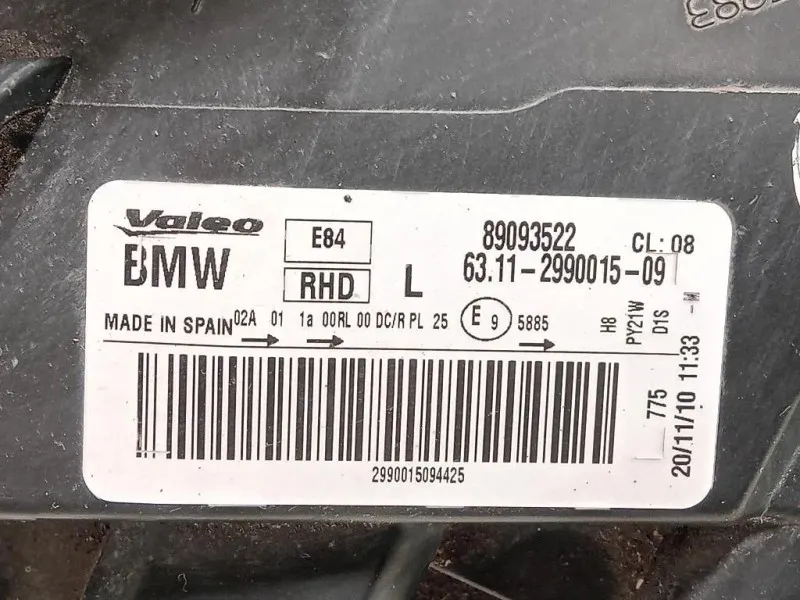 Valeo
E84
89093522 CL: 08
BMW
RHD L
63.11-2990015-09
MADE IN SPAIN 02A 01 1a 00RL 00 DC/R PL 25 E 9 5885
H8
PY21W
D1S -M
775
20/11/10 11:33
2990015094425